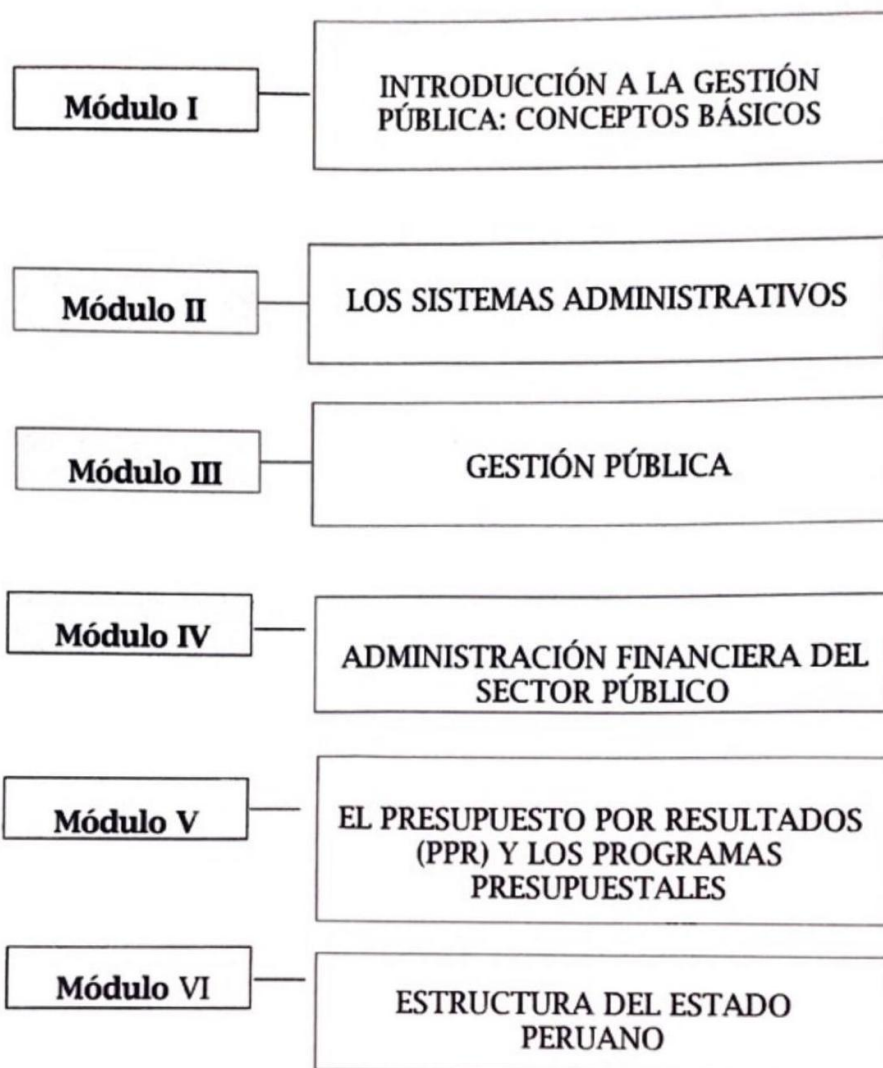 Módulo I
INTRODUCCIÓN A LA GESTIÓN
PÚBLICA: CONCEPTOS BÁSICOS
Módulo II
LOS SISTEMAS ADMINISTRATIVOS
Módulo III
GESTIÓN PÚBLICA
Módulo IV
ADMINISTRACIÓN FINANCIERA DEL
SECTOR PÚBLICO
Módulo V
EL PRESUPUESTO POR RESULTADOS
(PPR) Y LOS PROGRAMAS
PRESUPUESTALES
Módulo VI
ESTRUCTURA DEL ESTADO
PERUANO